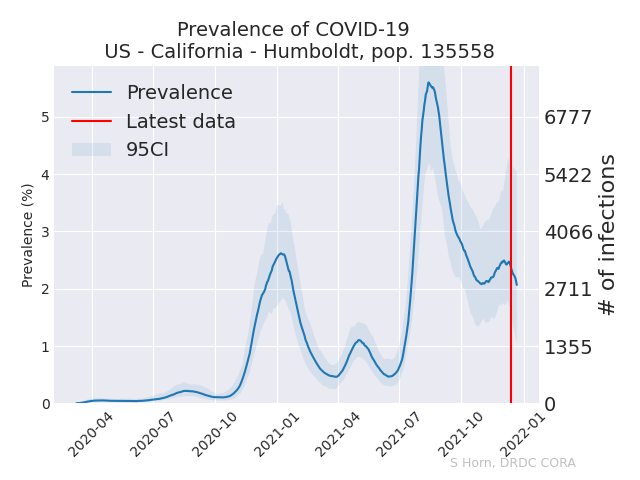 Prevalence of COVID-19
US - California - Humboldt, pop. 135558
Prevalence
Latest data
95CI
Prevalence (%)
5
4
3
2
1
0
6777
5422
4066
2711
1355
0
# of infections
2020-04
2020-07
2020-10
2021-01
2021-04
2021-07
2021-10
2022-01
S Horn, DRDC CORA